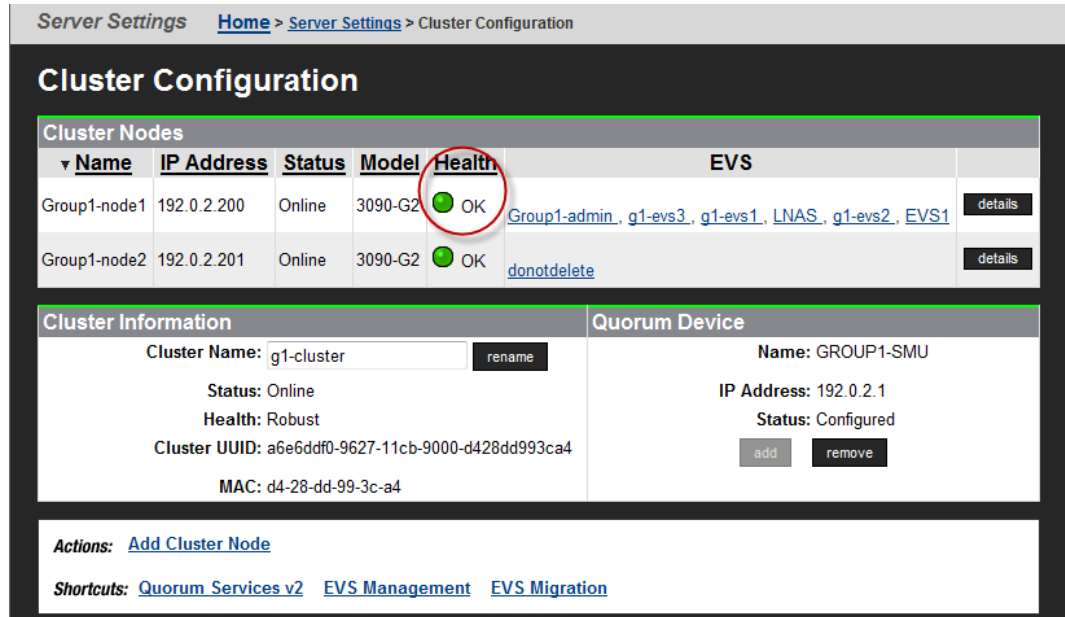 Server Settings Home > Server Settings > Cluster Configuration
Cluster Configuration
Cluster Nodes
▼ Name IP Address Status Model Health EVS
Group1-node1 192.0.2.200 Online 3090-G2 OK Group1-admin , g1-evs3 , g1-evs1 , LNAS , g1-evs2 , EVS1 details
Group1-node2 192.0.2.201 Online 3090-G2 OK donotdelete details
Cluster Information
Cluster Name: g1-cluster rename
Status: Online
Health: Robust
Cluster UUID: a6e6ddf0-9627-11cb-9000-d428dd993ca4
MAC: d4-28-dd-99-3c-a4
Quorum Device
Name: GROUP1-SMU
IP Address: 192.0.2.1
Status: Configured
add remove
Actions: Add Cluster Node
Shortcuts: Quorum Services v2 EVS Management EVS Migration